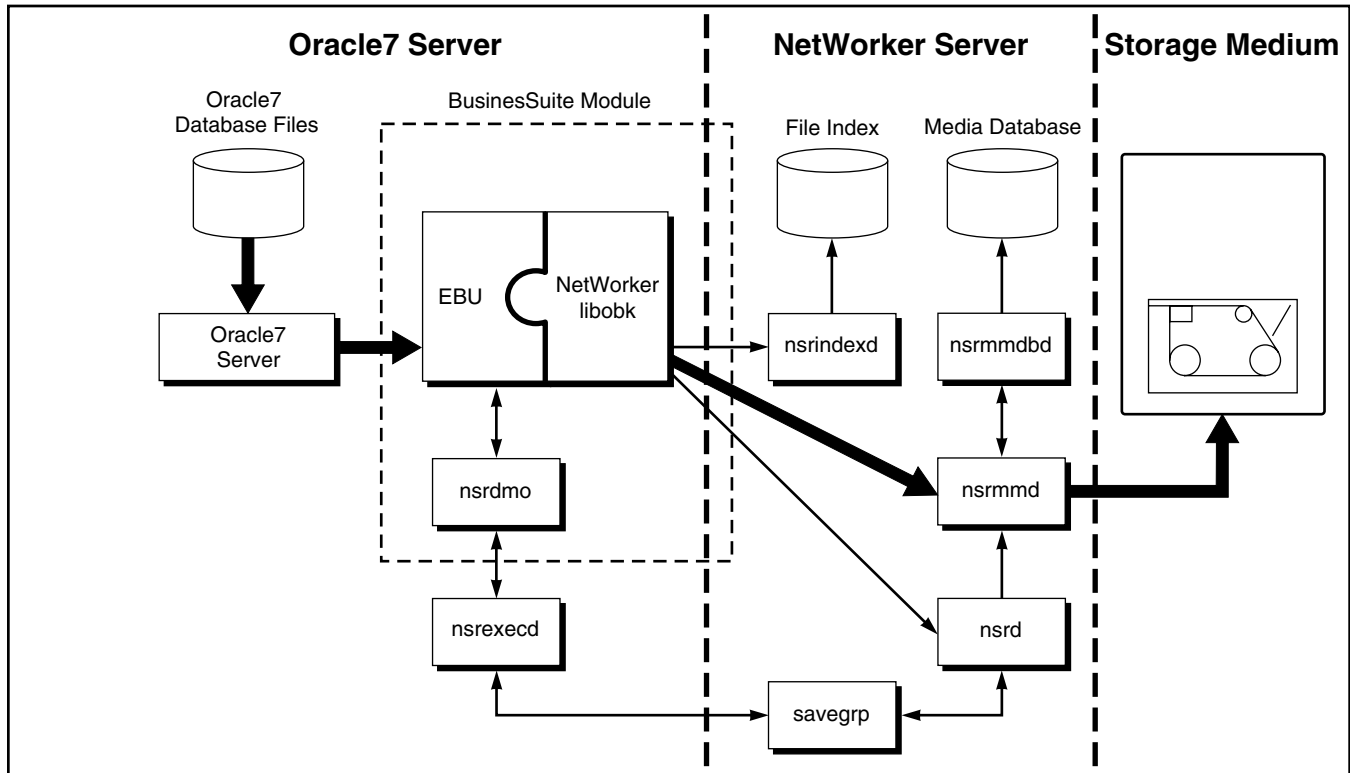 Oracle7 Server
NetWorker Server
Storage Medium
Oracle7
Database Files
BusinesSuite Module
File Index
Media Database
EBU
NetWorker
libobk
Oracle7
Server
nsrindexd
nsrmmdbd
nsrdmo
nsrmmd
nsrexecd
nsrd
savegrp